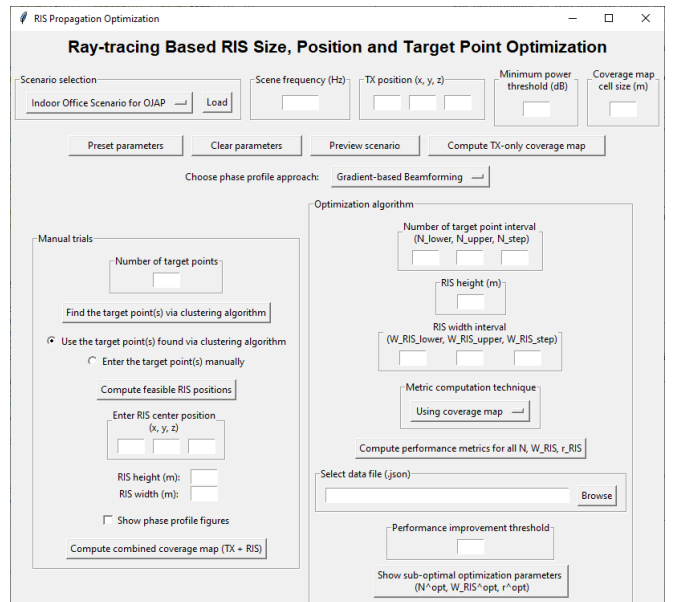 RIS Propagation Optimization
Ray-tracing Based RIS Size, Position and Target Point Optimization
Scenario selection
Indoor Office Scenario for OJAP
Load
Scene frequency (Hz)
TX position (x, y, z)
Minimum power
threshold (dB)
Coverage map
cell size (m)
Preset parameters
Clear parameters
Preview scenario
Compute TX-only coverage map
Choose phase profile approach:
Gradient-based Beamforming
Manual trials
Number of target points
Find the target point(s) via clustering algorithm
Use the target point(s) found via clustering algorithm
Enter the target point(s) manually
Compute feasible RIS positions
Enter RIS center position
(x, y, z)
RIS height (m):
RIS width (m):
Show phase profile figures
Compute combined coverage map (TX + RIS)
Optimization algorithm
Number of target point interval
(N_lower, N_upper, N_step)
RIS height (m)
RIS width interval
(W_RIS_lower, W_RIS_upper, W_RIS_step)
Metric computation technique
Using coverage map
Compute performance metrics for all N, W_RIS, r_RIS
Select data file (.json)
Browse
Performance improvement threshold
Show sub-optimal optimization parameters
(N^opt, W_RIS^opt, r^opt)